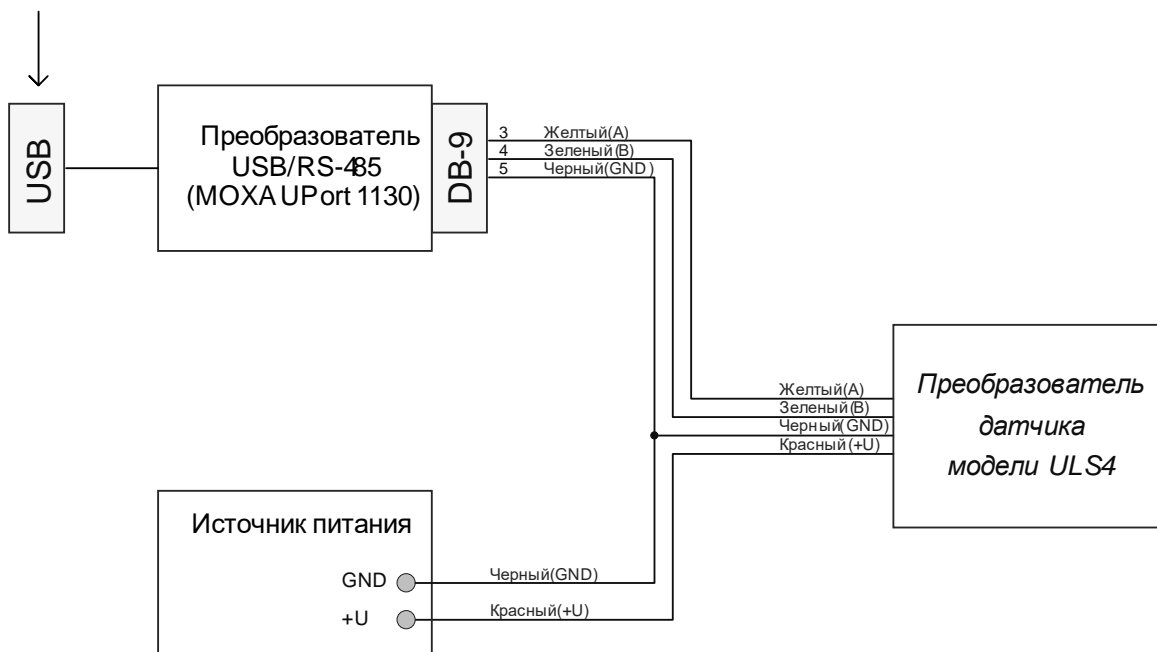 USB
Преобразователь
USB/RS-485
(MOXA UPort 1130)
DB-9
3 Желтый(A)
4 Зеленый(B)
5 Черный(GND)
Желтый(A)
Зеленый(B)
Черный(GND)
Красный(+U)
Преобразователь
датчика
модели ULS4
Источник питания
GND
Черный(GND)
+U
Красный(+U)